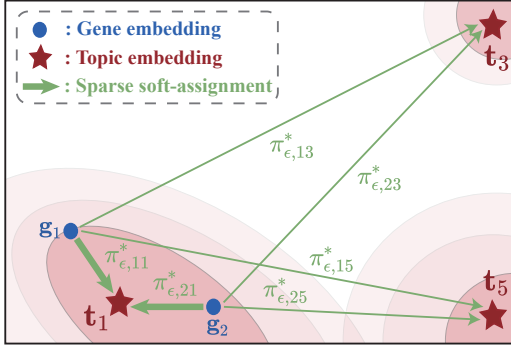 : Gene embedding
: Topic embedding
: Sparse soft-assignment
t₃
π*ϵ,13
π*ϵ,23
g₁
π*ϵ,11
π*ϵ,15
π*ϵ,21
π*ϵ,25
t₁
t₅
g₂